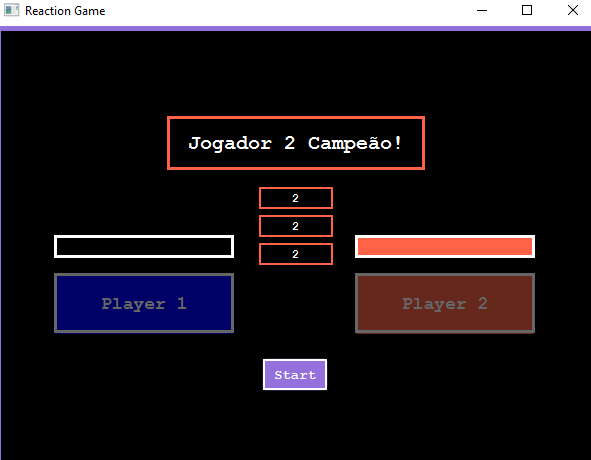 Reaction Game
Jogador 2 Campeão!
2
2
2
Player 1
Player 2
Start